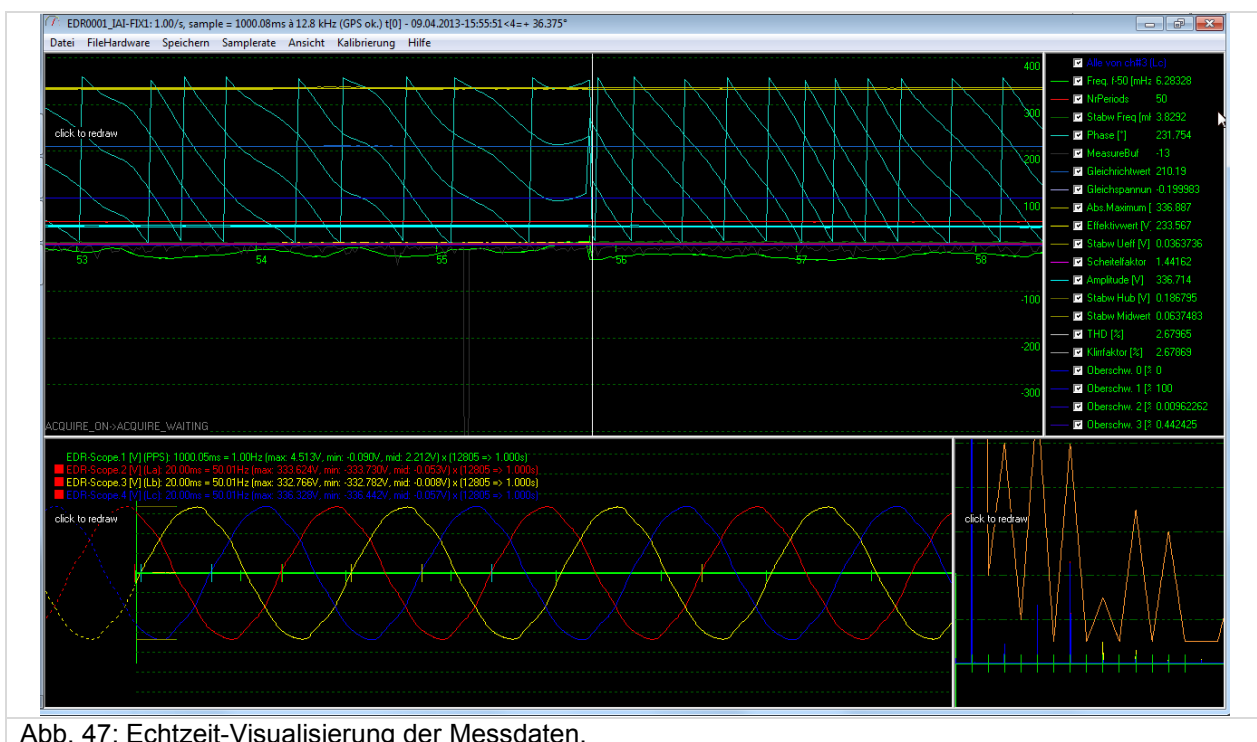 EDR0001_IAI-FIX1: 1.00/s, sample = 1000.08ms à 12.8 kHz (GPS ok.) t[0] - 09.04.2013-15:55:51<4=+ 36.375°
Datei FileHardware Speichern Samplerate Ansicht Kalibrierung Hilfe
click to redraw
400
300
200
100
53 54 55 56 57 58
-100
-200
-300
ACQUIRE_ON->ACQUIRE_WAITING
Alle von ch#3 (Lc)
Freq. f-50 [mHz 6.28328
NrPeriods 50
Stabw Freq [mH 3.8292
Phase [°] 231.754
MeasureBuf -13
Gleichrichtwert 210.19
Gleichspannun -0.199983
Abs.Maximum [ 336.887
Effektivwert [V, 233.567
Stabw Ueff [V] 0.0363736
Scheitelfaktor 1.44162
Amplitude [V] 336.714
Stabw Hub [V] 0.186795
Stabw Midwert 0.0637483
THD [%] 2.67965
Klirrfaktor [%] 2.67869
Oberschw. 0 [% 0
Oberschw. 1 [% 100
Oberschw. 2 [% 0.00962262
Oberschw. 3 [% 0.442425
EDR-Scope.1 [V] (PPS): 1000.05ms = 1.00Hz (max: 4.513V, min: -0.090V, mid: 2.212V) x (12805 => 1.000s)
EDR-Scope.2 [V] (La): 20.00ms = 50.01Hz (max: 333.624V, min: -333.730V, mid: -0.053V) x (12805 => 1.000s)
EDR-Scope.3 [V] (Lb): 20.00ms = 50.01Hz (max: 332.766V, min: -332.782V, mid: -0.008V) x (12805 => 1.000s)
EDR-Scope.4 [V] (Lc): 20.00ms = 50.01Hz (max: 336.328V, min: -336.442V, mid: -0.057V) x (12805 => 1.000s)
click to redraw
click to redraw
Abb. 47: Echtzeit-Visualisierung der Messdaten.